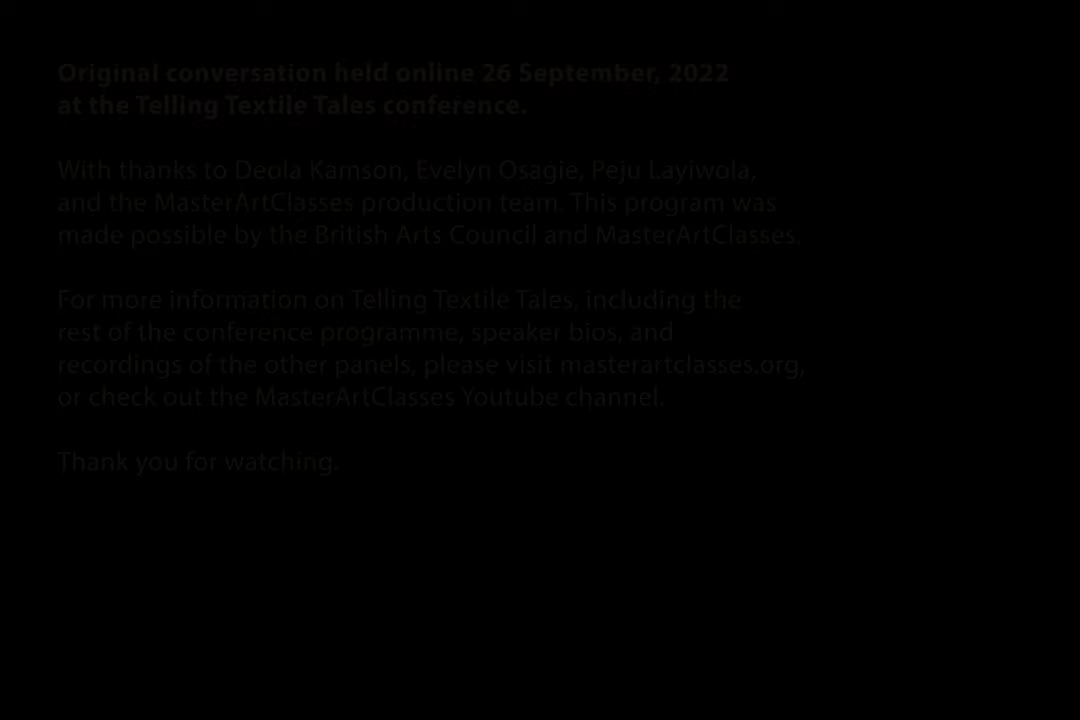 Original conversation held online 26 September, 2022
at the Telling Textile Tales conference.
With thanks to Deola Kamson, Evelyn Osagie, Peju Layiwola,
and the MasterArtClasses production team. This program was
made possible by the British Arts Council and MasterArtClasses.
For more information on Telling Textile Tales, including the
rest of the conference programme, speaker bios, and
recordings of the other panels, please visit masterartclasses.org,
or check out the MasterArtClasses Youtube channel.
Thank you for watching.